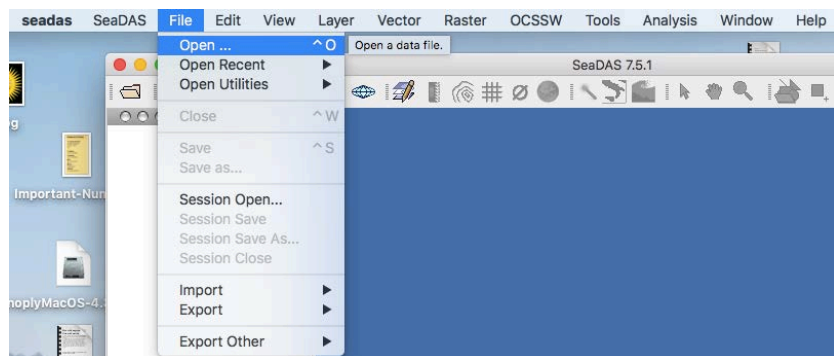 seadas SeaDAS File Edit View Layer Vector Raster OCSSW Tools Analysis Window Help
Open ... ^O Open a data file.
Open Recent
SeaDAS 7.5.1
Open Utilities
Close ^W
Save ^S
Save as...
Important-Num
Session Open...
Session Save
Session Save As...
Session Close
Import
noplyMacOS-4.
Export
Export Other